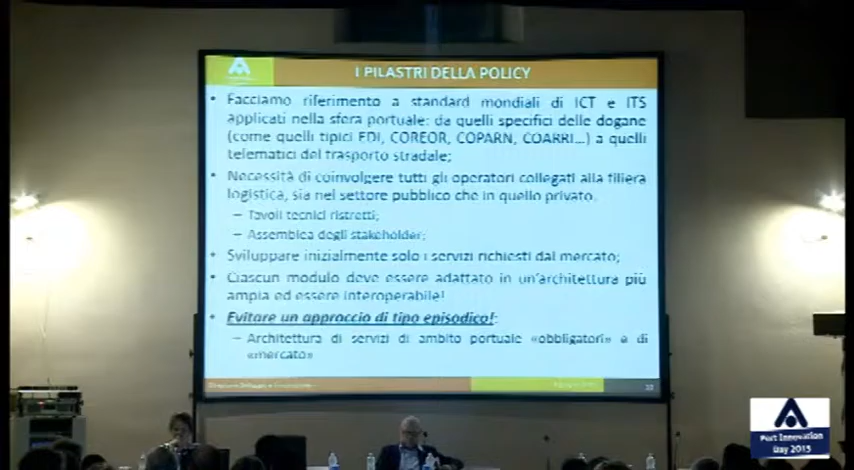 I PILASTRI DELLA POLICY
• Facciamo riferimento a standard mondiali di ICT e ITS
applicati nella sfera portuale: da quelli specifici delle dogane
(come quelli tipici EDI, COREOR, COPARN, COARRI…) a quelli
telematici del trasporto stradale;
• Necessità di coinvolgere tutti gli operatori collegati alla filiera
logistica, sia nel settore pubblico che in quello privato.
– Tavoli tecnici ristretti;
– Assemblea degli stakeholder;
• Sviluppare inizialmente solo i servizi richiesti dal mercato;
• Ciascun modulo deve essere adattato in un'architettura più
ampia ed essere interoperabile!
• Evitare un approccio di tipo episodico!:
– Architettura di servizi di ambito portuale «obbligatori» e di
«mercato»
Port Innovation
Day 2015